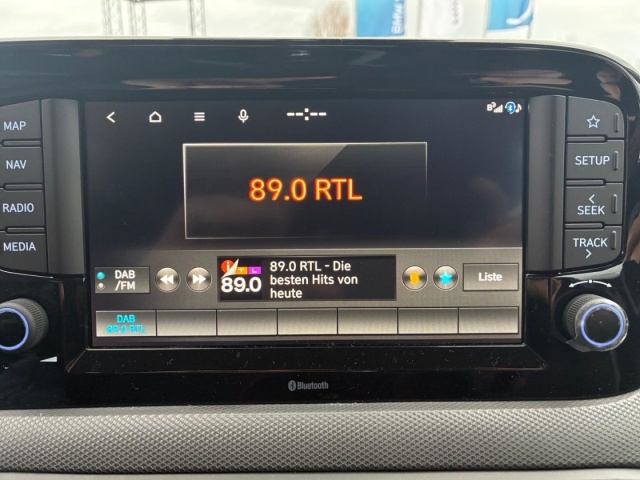 --:--
MAP
NAV
RADIO
MEDIA
89.0 RTL
SETUP
SEEK
TRACK
DAB
/FM
89.0
89.0 RTL - Die
besten Hits von
heute
Liste
DAB
89.0 RTL
Bluetooth